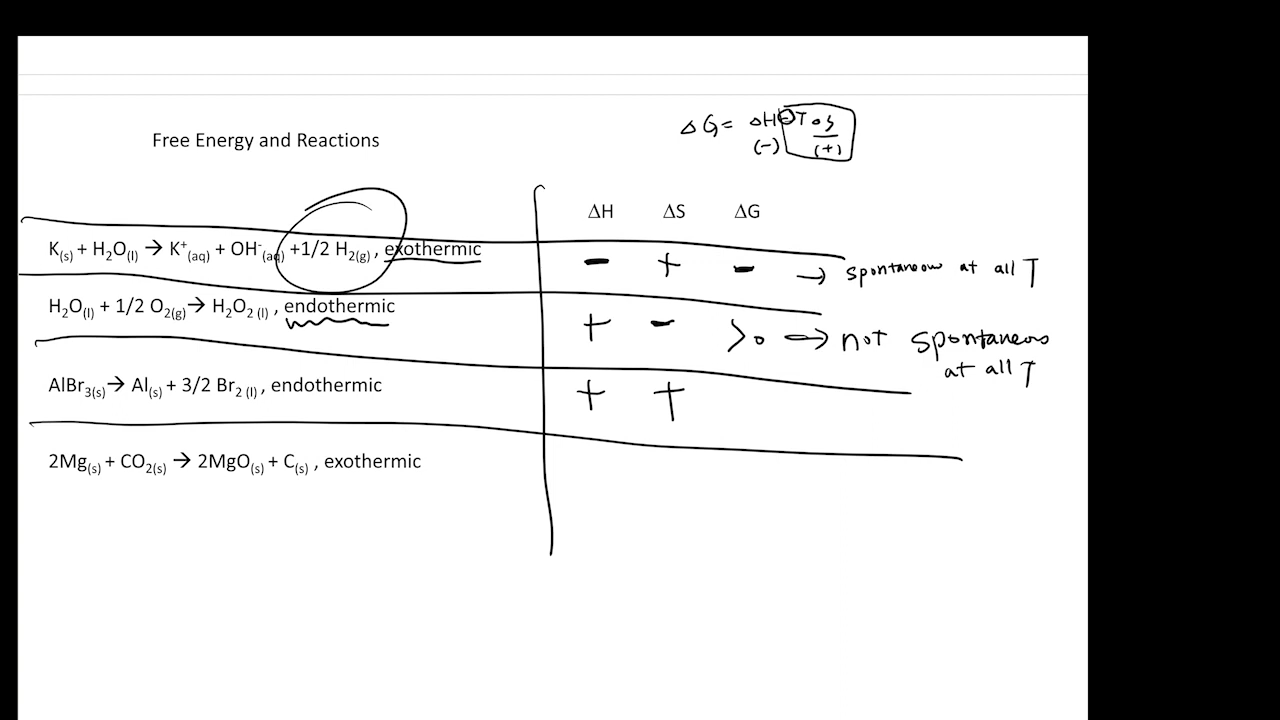 ΔG = ΔH - TΔS
(-) (+)
Free Energy and Reactions
ΔH ΔS ΔG
K(s) + H2O(l) → K+(aq) + OH-(aq) +1/2 H2(g) , exothermic - + - → spontaneous at all T
H2O(l) + 1/2 O2(g)→ H2O2 (l) , endothermic + - >0 → not spontaneous
at all T
AlBr3(s)→ Al(s) + 3/2 Br2 (l) , endothermic + +
2Mg(s) + CO2(s) → 2MgO(s) + C(s) , exothermic